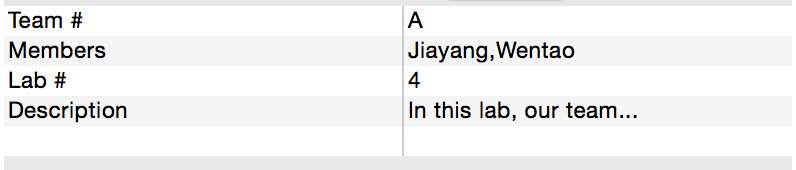 Team # A
Members Jiayang,Wentao
Lab # 4
Description In this lab, our team...